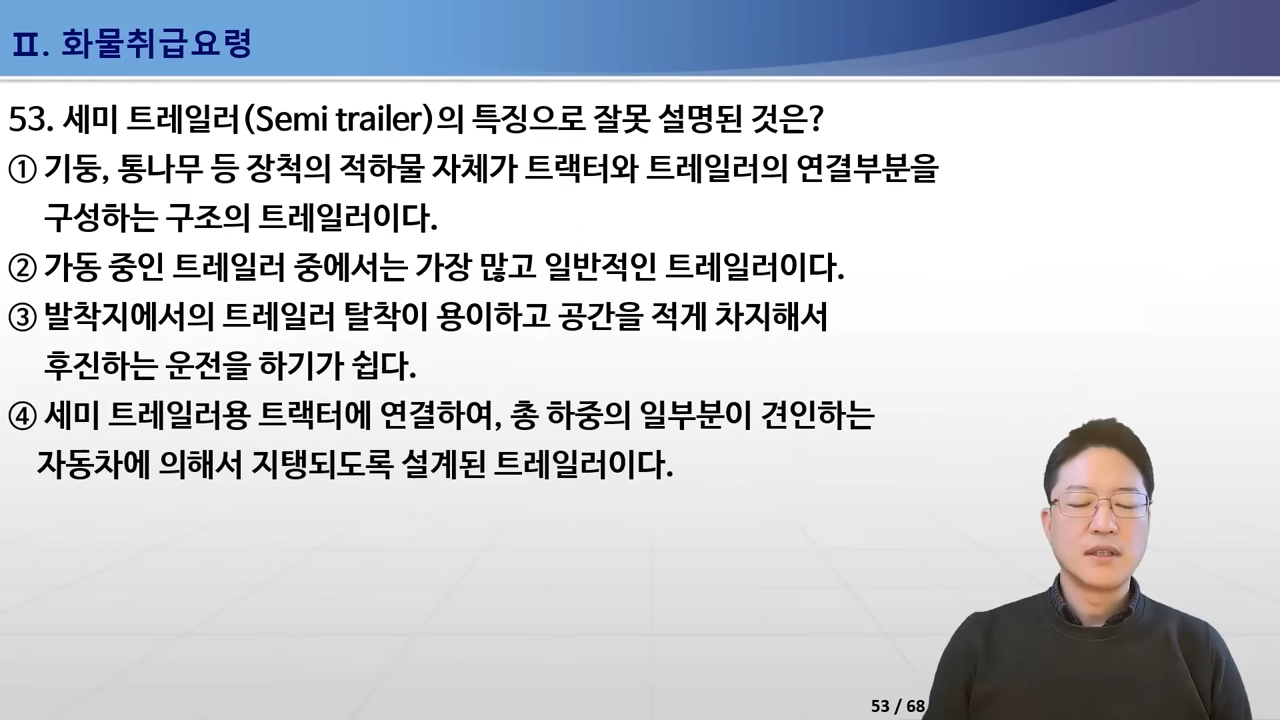 Ⅱ. 화물취급요령
53. 세미 트레일러(Semi trailer)의 특징으로 잘못 설명된 것은?
① 기둥, 통나무 등 장척의 적하물 자체가 트랙터와 트레일러의 연결부분을
구성하는 구조의 트레일러이다.
② 가동 중인 트레일러 중에서는 가장 많고 일반적인 트레일러이다.
③ 발착지에서의 트레일러 탈착이 용이하고 공간을 적게 차지해서
후진하는 운전을 하기가 쉽다.
④ 세미 트레일러용 트랙터에 연결하여, 총 하중의 일부분이 견인하는
자동차에 의해서 지탱되도록 설계된 트레일러이다.
53 / 68